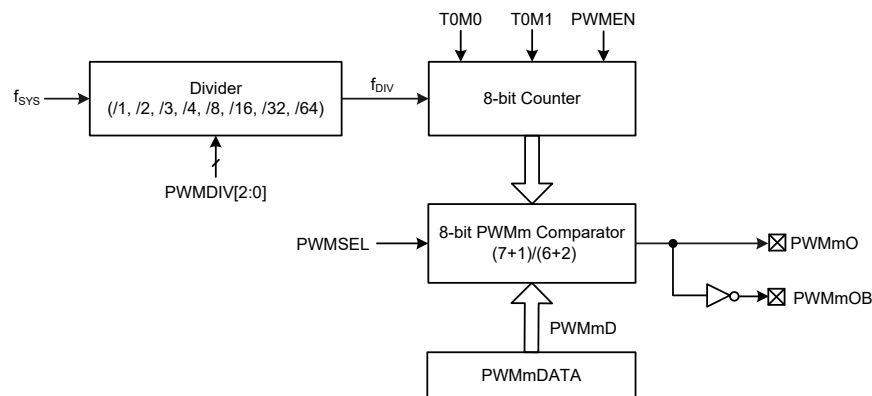 T0M0
T0M1
PWMEN
fSYS
Divider
(/1, /2, /3, /4, /8, /16, /32, /64)
fDIV
8-bit Counter
PWMDIV[2:0]
PWMSEL
8-bit PWMm Comparator
(7+1)/(6+2)
PWMmO
PWMmOB
PWMmD
PWMmDATA